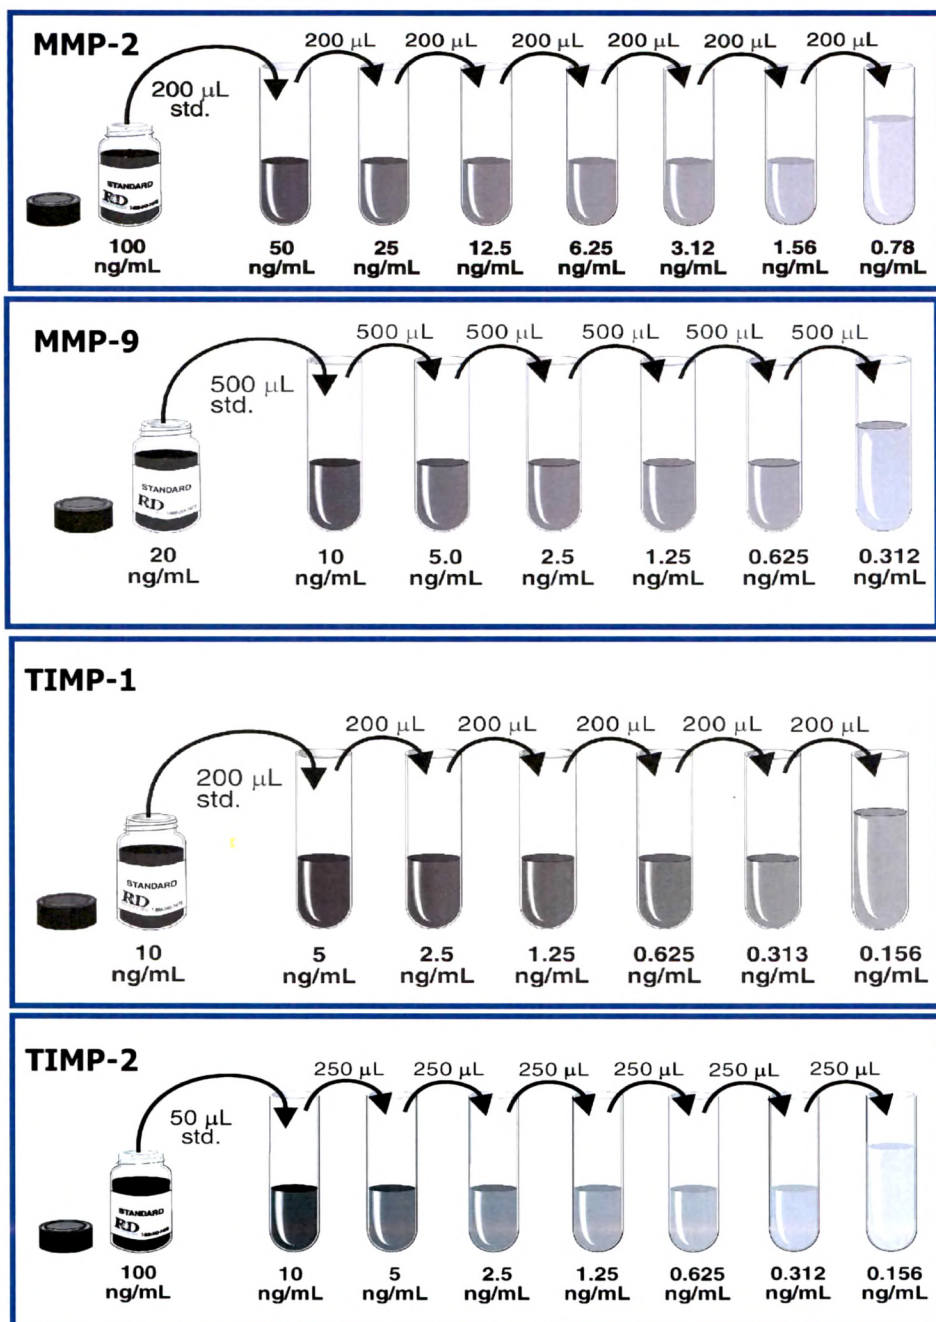 MMP-2
200 μL
std.
200 μL 200 μL 200 μL 200 μL 200 μL 200 μL
STANDARD
RD
100 50 25 12.5 6.25 3.12 1.56 0.78
ng/mL ng/mL ng/mL ng/mL ng/mL ng/mL ng/mL ng/mL
MMP-9
500 μL 500 μL 500 μL 500 μL 500 μL
500 μL
std.
STANDARD
RD
20 10 5.0 2.5 1.25 0.625 0.312
ng/mL ng/mL ng/mL ng/mL ng/mL ng/mL ng/mL
TIMP-1
200 μL 200 μL 200 μL 200 μL 200 μL
200 μL
std.
STANDARD
RD
10 5 2.5 1.25 0.625 0.313 0.156
ng/mL ng/mL ng/mL ng/mL ng/mL ng/mL ng/mL
TIMP-2
250 μL 250 μL 250 μL 250 μL 250 μL 250 μL
50 μL
std.
STANDARD
RD
100 10 5 2.5 1.25 0.625 0.312 0.156
ng/mL ng/mL ng/mL ng/mL ng/mL ng/mL ng/mL ng/mL